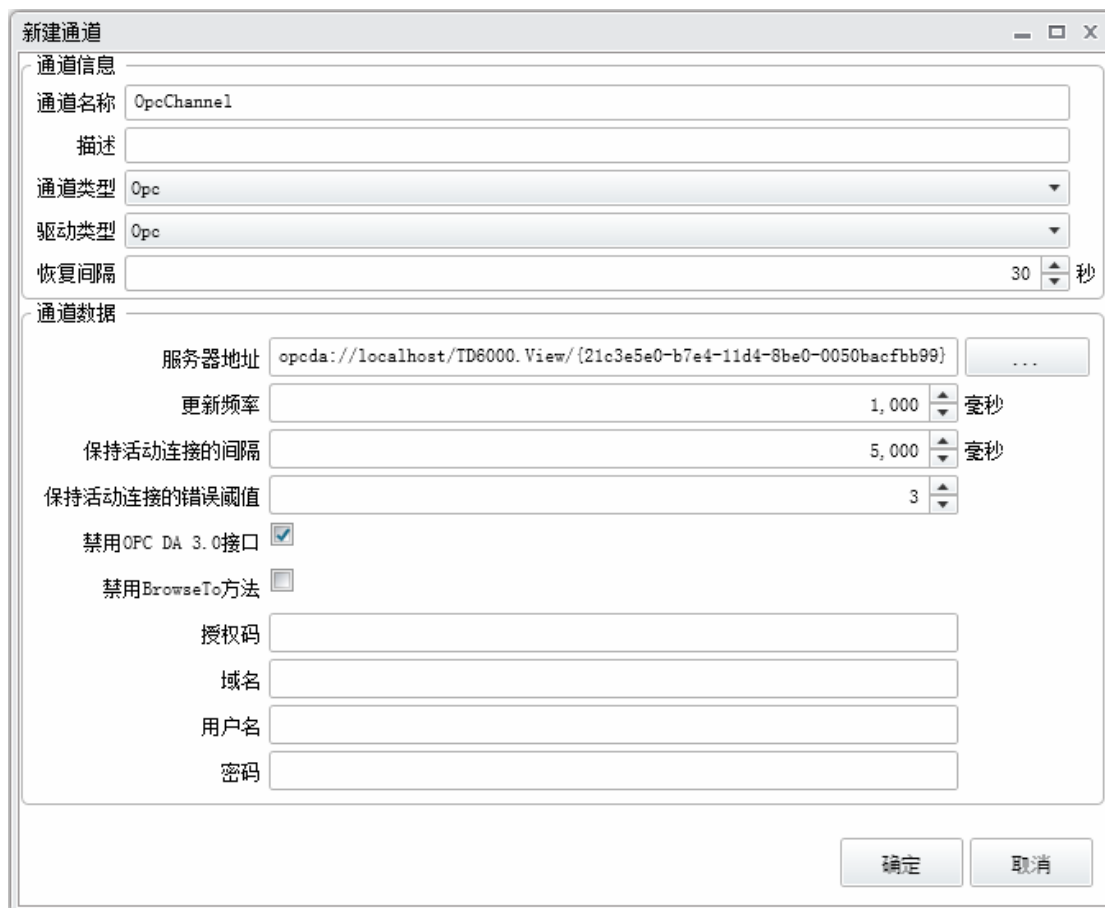 新建通道
通道信息
通道名称 OpcChannel
描述
通道类型 Opc
驱动类型 Opc
恢复间隔 30 秒
通道数据
服务器地址 opcda://localhost/TD6000.View/{21c3e5e0-b7e4-11d4-8be0-0050bacfbb99} ...
更新频率 1,000 毫秒
保持活动连接的间隔 5,000 毫秒
保持活动连接的错误阈值 3
禁用OPC DA 3.0接口
禁用BrowseTo方法
授权码
域名
用户名
密码
确定 取消